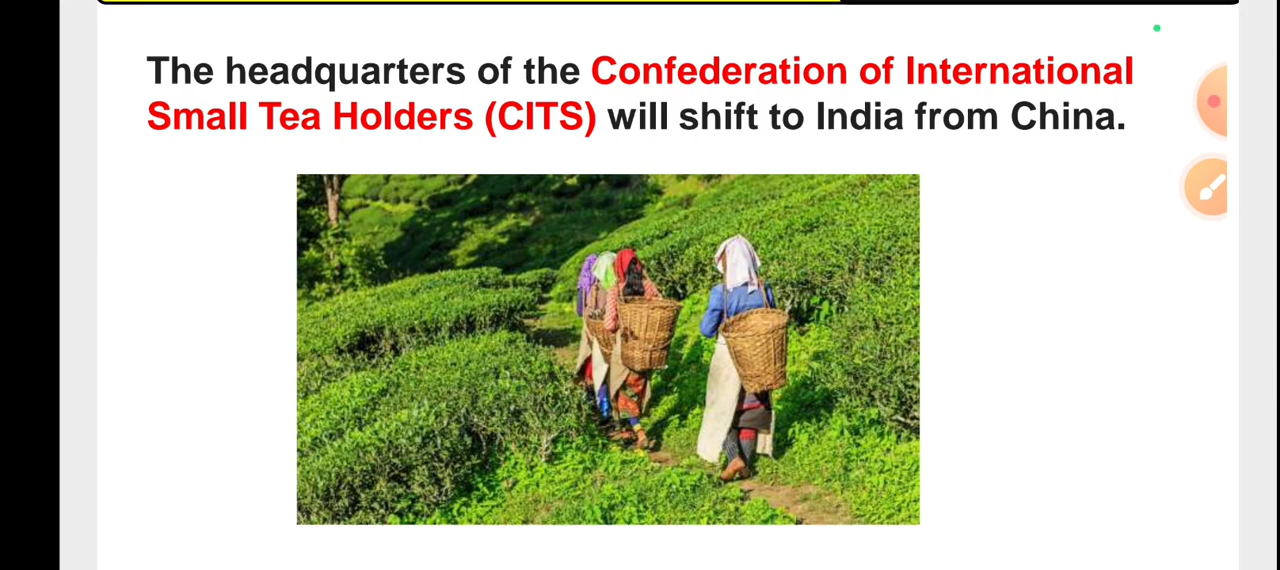 The headquarters of the Confederation of International
Small Tea Holders (CITS) will shift to India from China.